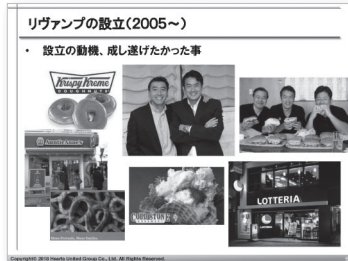 リヴァンプの設立（2005～）
• 設立の動機、成し遂げたかった事
Krispy Kreme
DOUGHNUTS
Auntie Anne's
COLD STONE
LOTTERIA
Copyright© 2010 Hearts United Group Co., Ltd. All Rights Reserved.